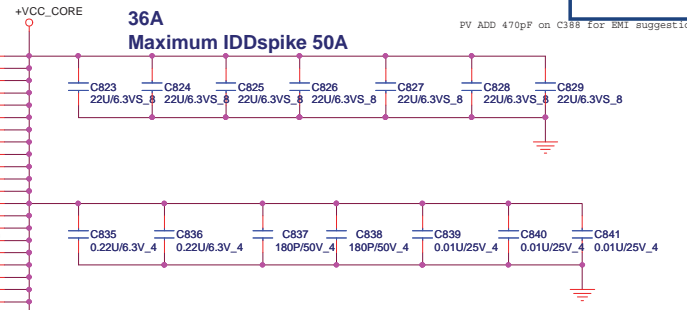 +VCC_CORE
36A
Maximum IDDspike 50A
PV ADD 470pF on C388 for EMI suggestio
C823 C824 C825 C826 C827 C828 C829
22U/6.3VS_8 22U/6.3VS_8 22U/6.3VS_8 22U/6.3VS_8 22U/6.3VS_8 22U/6.3VS_8 22U/6.3VS_8
C835 C836 C837 C838 C839 C840 C841
0.22U/6.3V_4 0.22U/6.3V_4 180P/50V_4 180P/50V_4 0.01U/25V_4 0.01U/25V_4 0.01U/25V_4